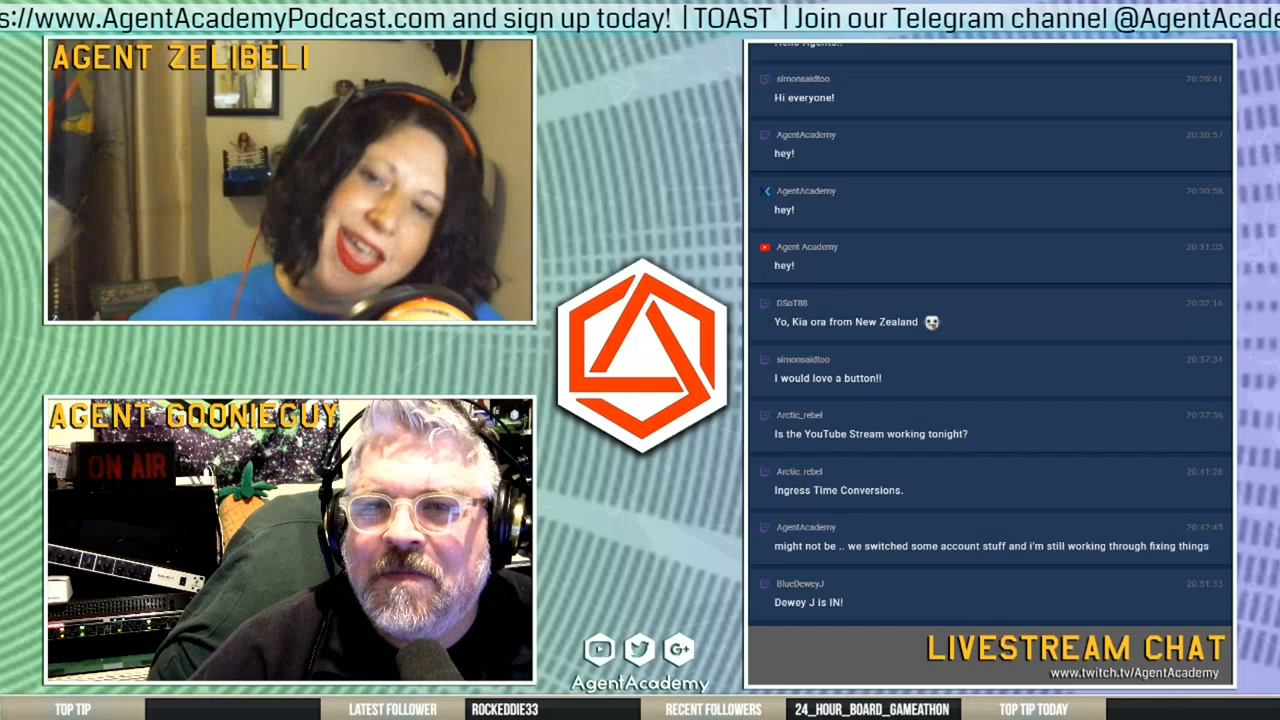 s://www.AgentAcademyPodcast.com and sign up today! | TOAST | Join our Telegram channel @AgentAcade
AGENT ZELIBELI
AGENT GOONIEGUY
ON AIR
AgentAcademy
Hello Agents!!
simonsaidtoo 20:28:41
Hi everyone!
AgentAcademy 20:30:57
hey!
AgentAcademy 20:30:58
hey!
Agent Academy 20:31:05
hey!
DSoT88 20:32:16
Yo, Kia ora from New Zealand
simonsaidtoo 20:37:34
I would love a button!!
Arctic_rebel 20:37:36
Is the YouTube Stream working tonight?
Arctic_rebel 20:41:26
Ingress Time Conversions.
AgentAcademy 20:42:45
might not be .. we switched some account stuff and i'm still working through fixing things
BlueDeweyJ 20:51:33
Dewey J is IN!
LIVESTREAM CHAT
www.twitch.tv/AgentAcademy
TOP TIP LATEST FOLLOWER ROCKEDDIE33 RECENT FOLLOWERS 24_HOUR_BOARD_GAMEATHON TOP TIP TODAY